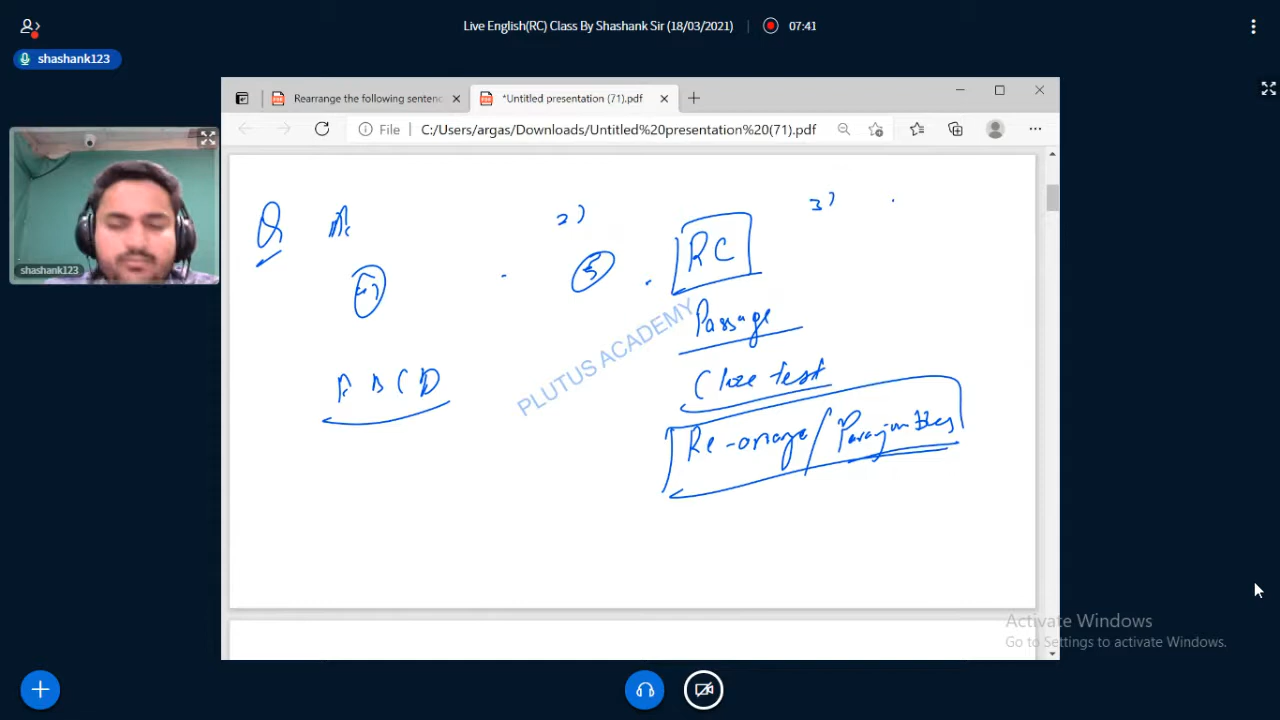 Live English(RC) Class By Shashank Sir (18/03/2021)
07:41
shashank123
shashank123
Rearrange the following sentenc
*Untitled presentation (71).pdf
File
C:/Users/argas/Downloads/Untitled%20presentation%20(71).pdf
Q
2)
3)
5
RC
Passage
Cloze test
A B C D
Re-arrange/Parajumbles
PLUTUS ACADEMY
Activate Windows
Go to Settings to activate Windows.